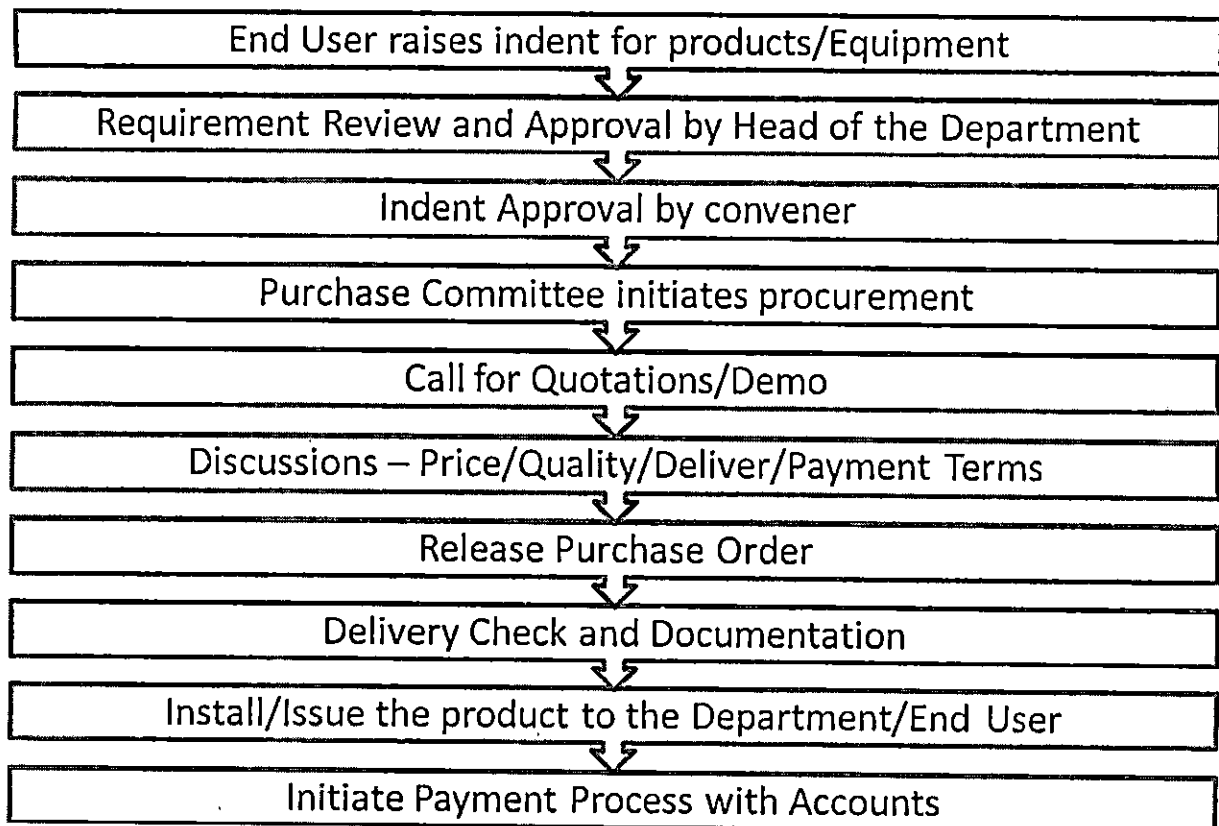 End User raises indent for products/Equipment
Requirement Review and Approval by Head of the Department
Indent Approval by convener
Purchase Committee initiates procurement
Call for Quotations/Demo
Discussions – Price/Quality/Deliver/Payment Terms
Release Purchase Order
Delivery Check and Documentation
Install/Issue the product to the Department/End User
Initiate Payment Process with Accounts